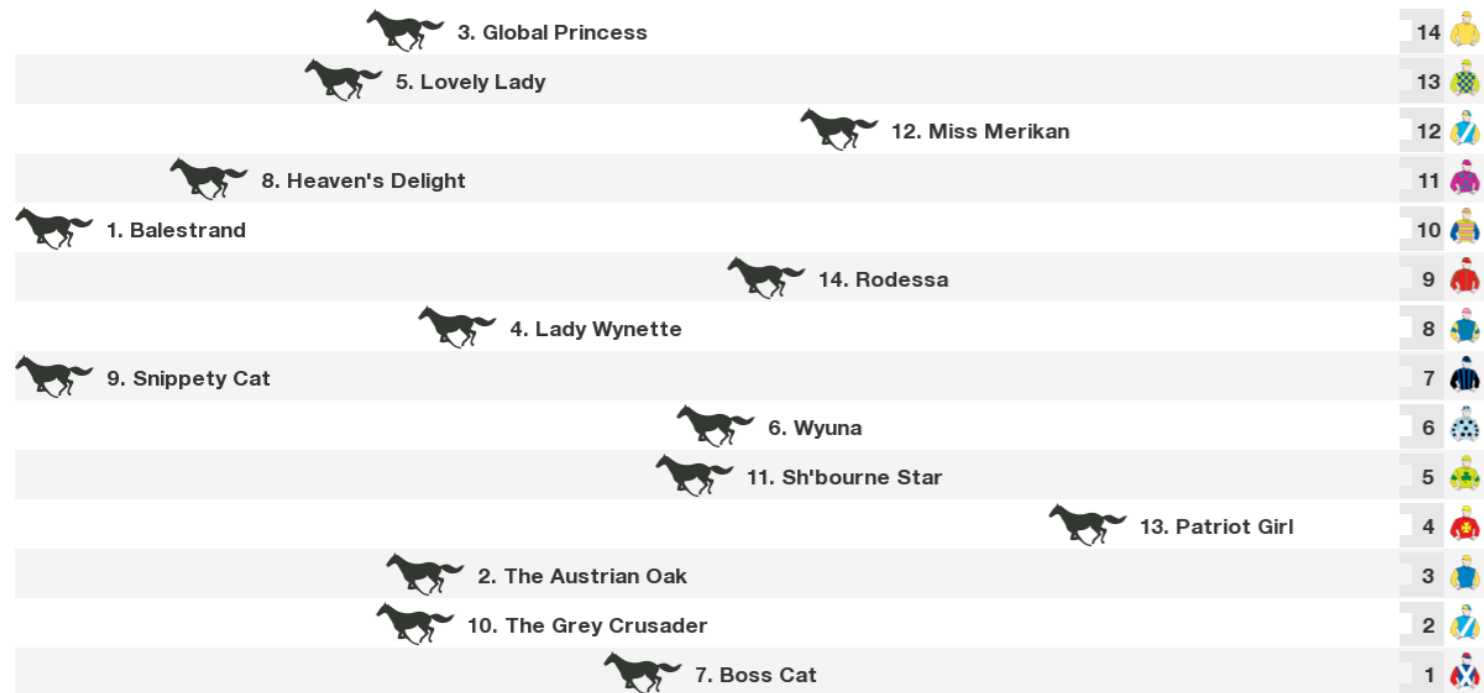 3. Global Princess 14
5. Lovely Lady 13
12. Miss Merikan 12
8. Heaven's Delight 11
1. Balestrand 10
14. Rodessa 9
4. Lady Wynette 8
9. Snippety Cat 7
6. Wyuna 6
11. Sh'bourne Star 5
13. Patriot Girl 4
2. The Austrian Oak 3
10. The Grey Crusader 2
7. Boss Cat 1